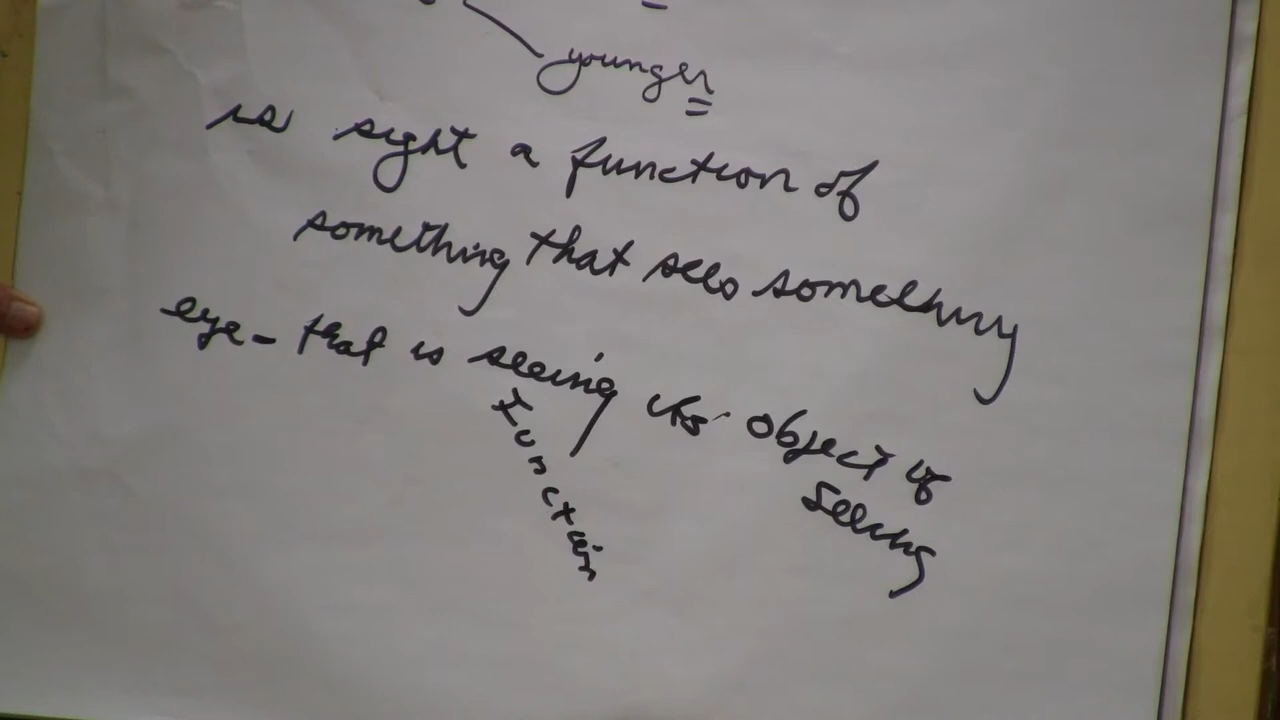 younger
is sight a function of
something that sees something
eye - that is seeing its object of
seeing
function